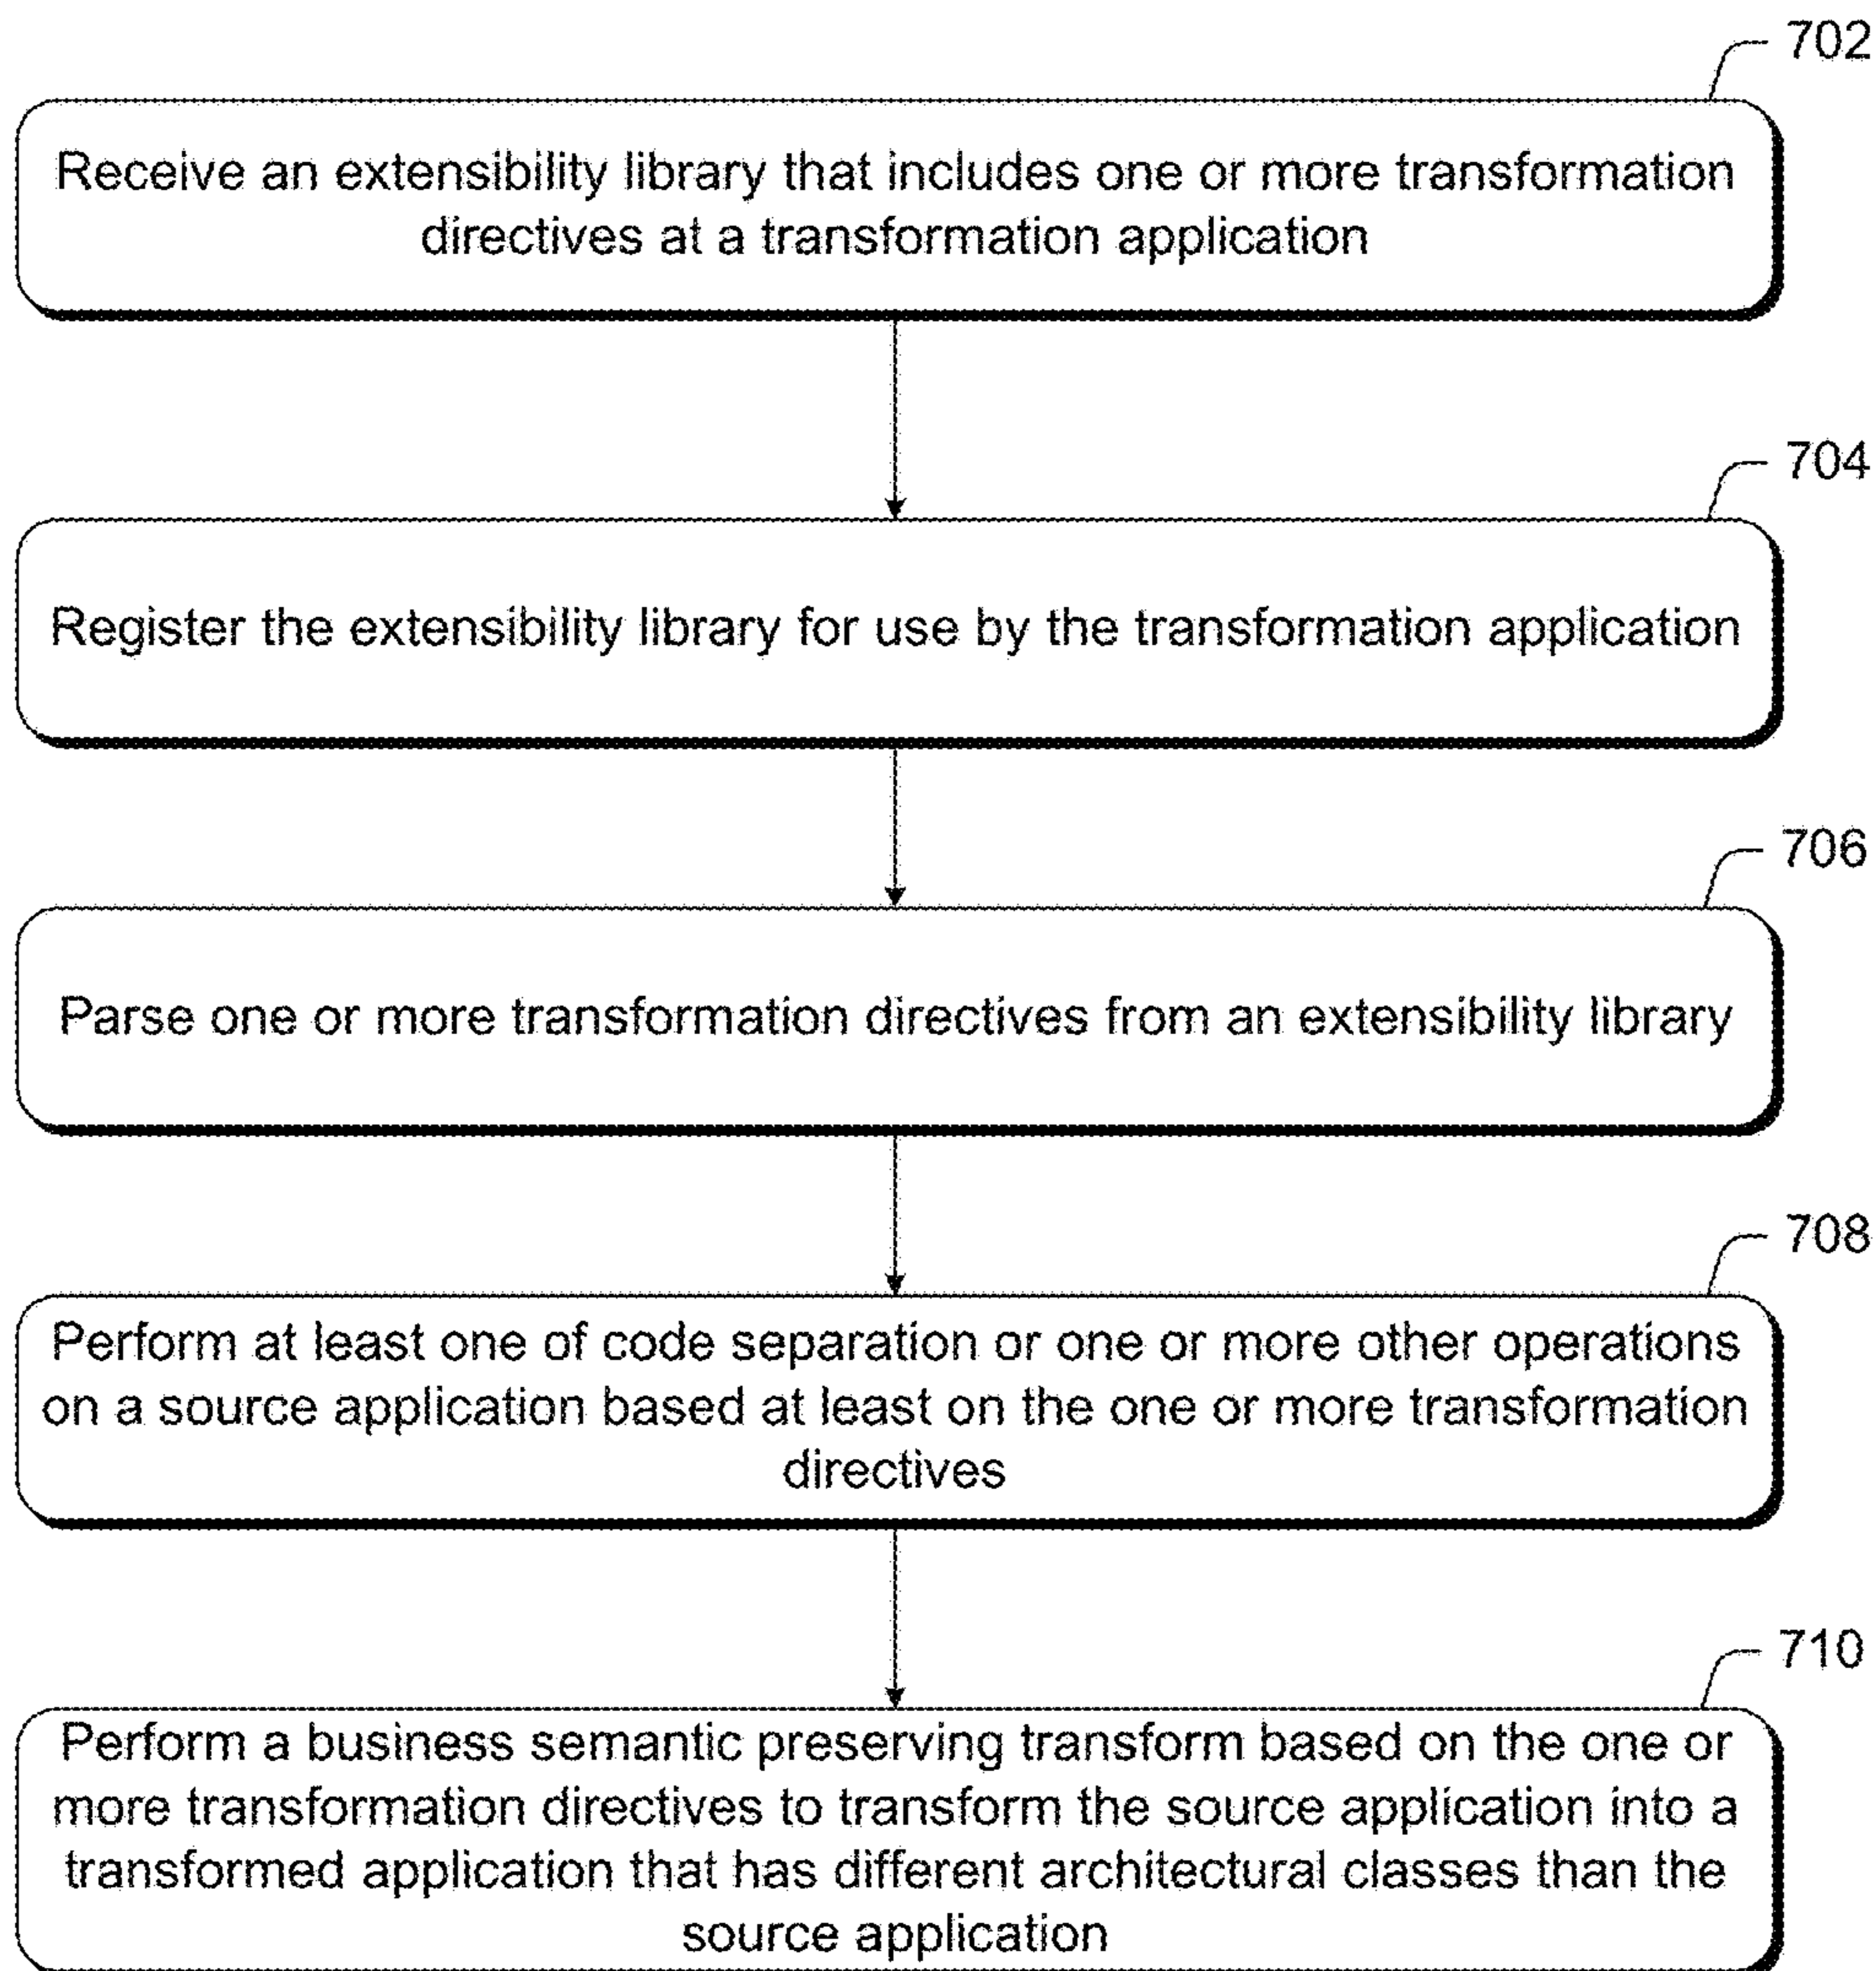 702
Receive an extensibility library that includes one or more transformation
directives at a transformation application
704
Register the extensibility library for use by the transformation application
706
Parse one or more transformation directives from an extensibility library
708
Perform at least one of code separation or one or more other operations
on a source application based at least on the one or more transformation
directives
710
Perform a business semantic preserving transform based on the one or
more transformation directives to transform the source application into a
transformed application that has different architectural classes than the
source application